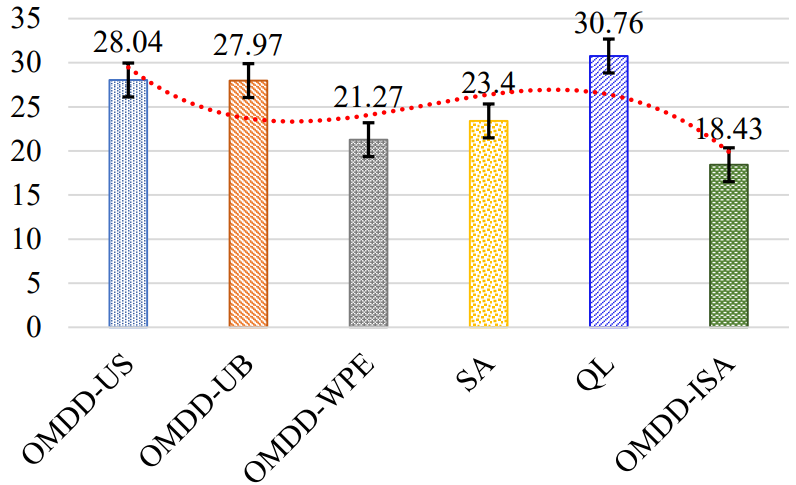 35
30
25
20
15
10
5
0
28.04
27.97
21.27
23.4
30.76
18.43
OMDD-US
OMDD-UB
OMDD-WPE
SA
QL
OMDD-ISA